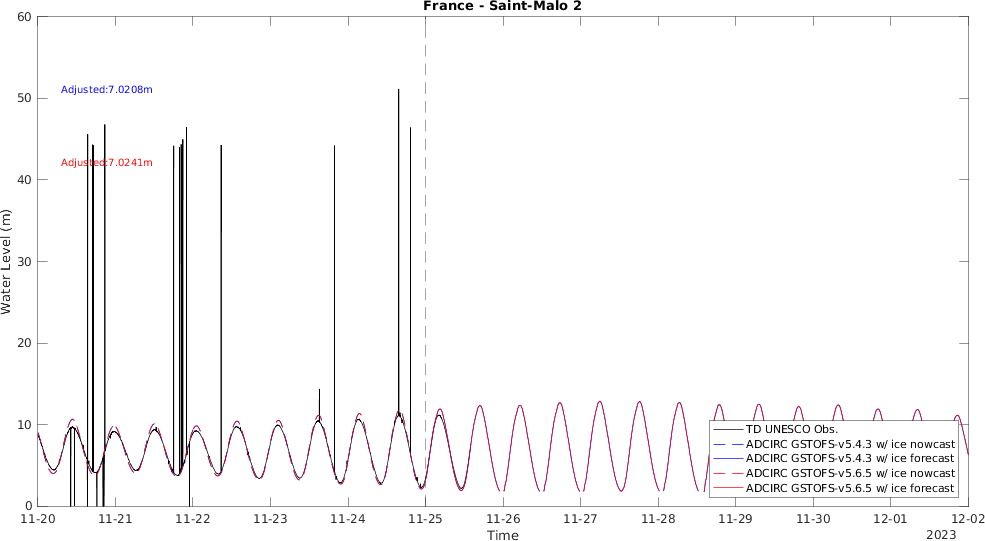 France - Saint-Malo 2
60
50
40
30
20
10
0
Water Level (m)
Adjusted:7.0208m
Adjusted:7.0241m
TD UNESCO Obs.
ADCIRC GSTOFS-v5.4.3 w/ ice nowcast
ADCIRC GSTOFS-v5.4.3 w/ ice forecast
ADCIRC GSTOFS-v5.6.5 w/ ice nowcast
ADCIRC GSTOFS-v5.6.5 w/ ice forecast
11-20 11-21 11-22 11-23 11-24 11-25 11-26 11-27 11-28 11-29 11-30 12-01 12-02
Time
2023